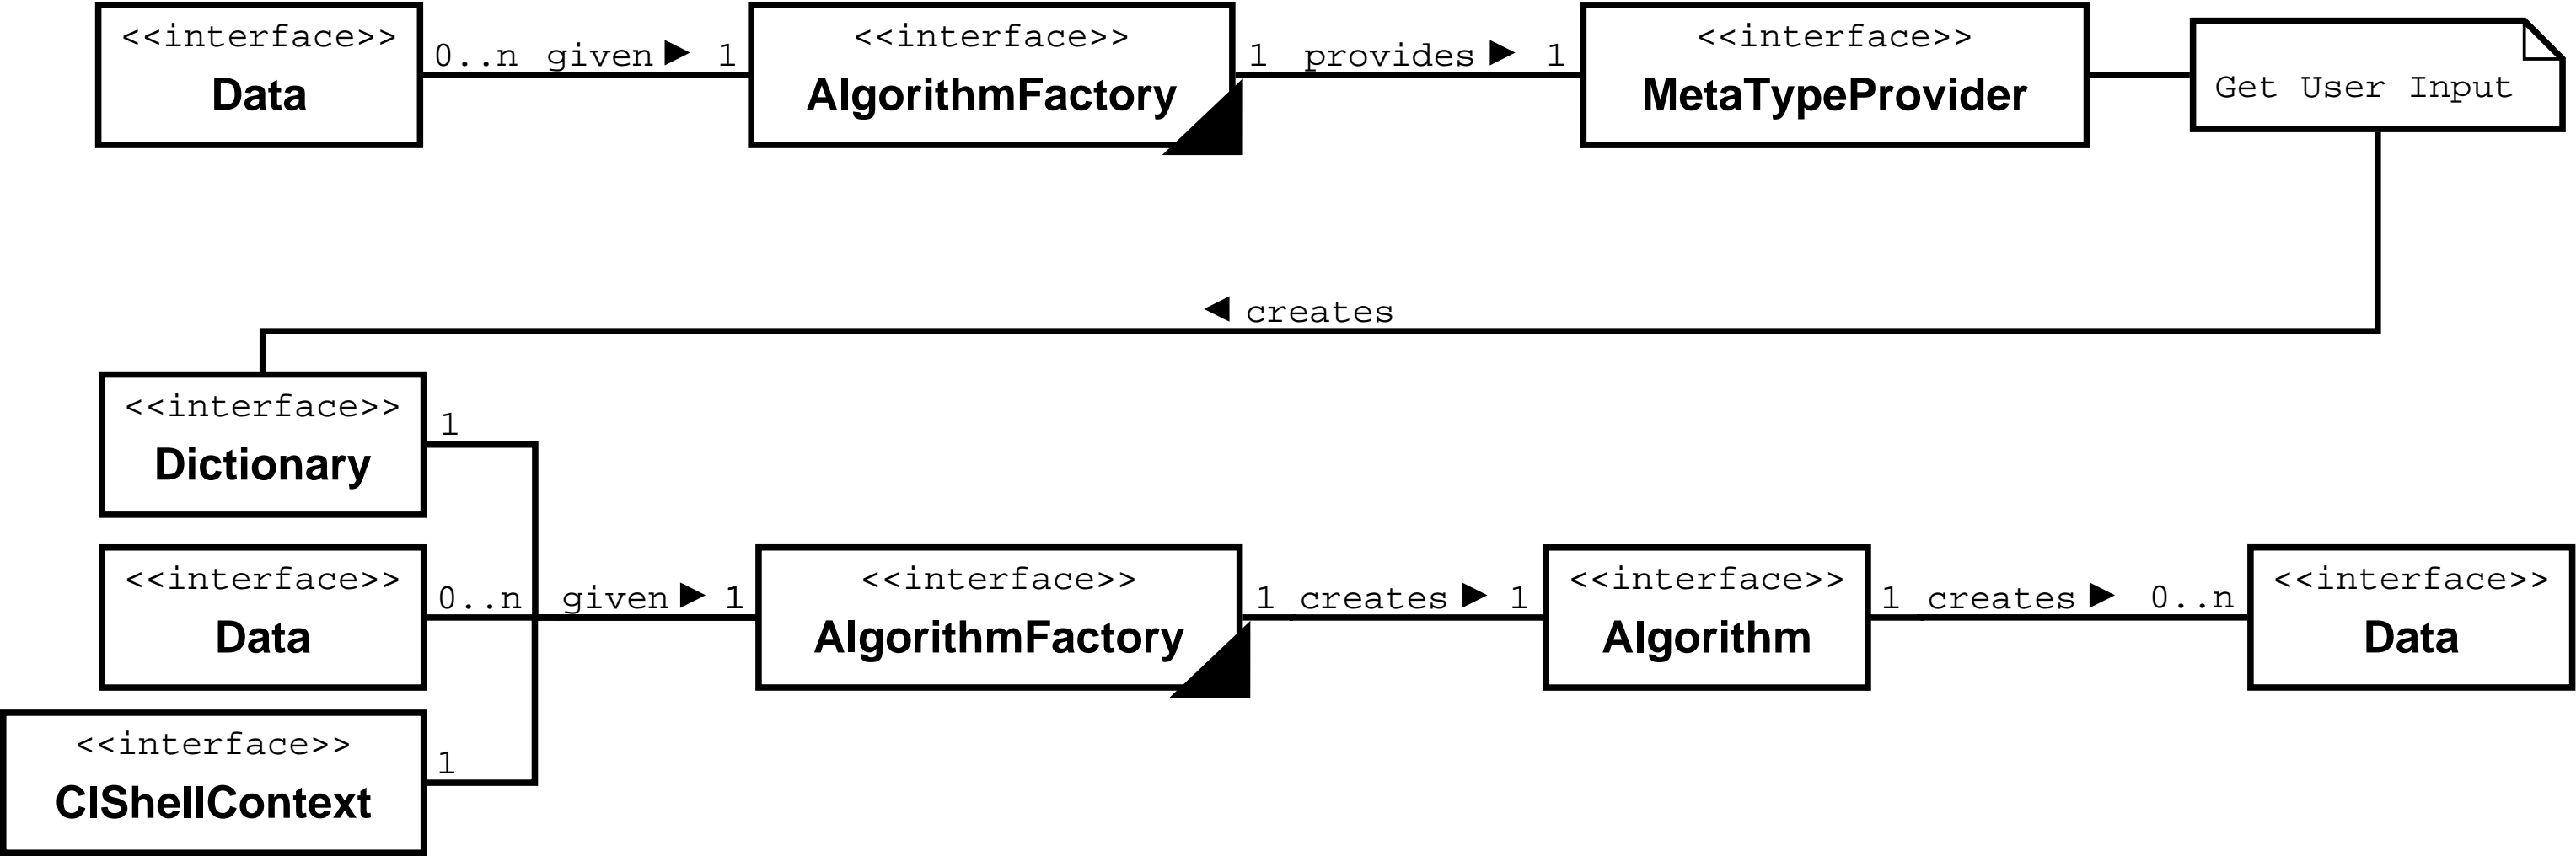 <<interface>>
Data
0..n given ▶ 1
<<interface>>
AlgorithmFactory
1 provides ▶ 1
<<interface>>
MetaTypeProvider
Get User Input
◀ creates
<<interface>>
Dictionary
1
<<interface>>
Data
0..n given ▶ 1
<<interface>>
AlgorithmFactory
1 creates ▶ 1
<<interface>>
Algorithm
1 creates ▶ 0..n
<<interface>>
Data
<<interface>>
CIShellContext
1